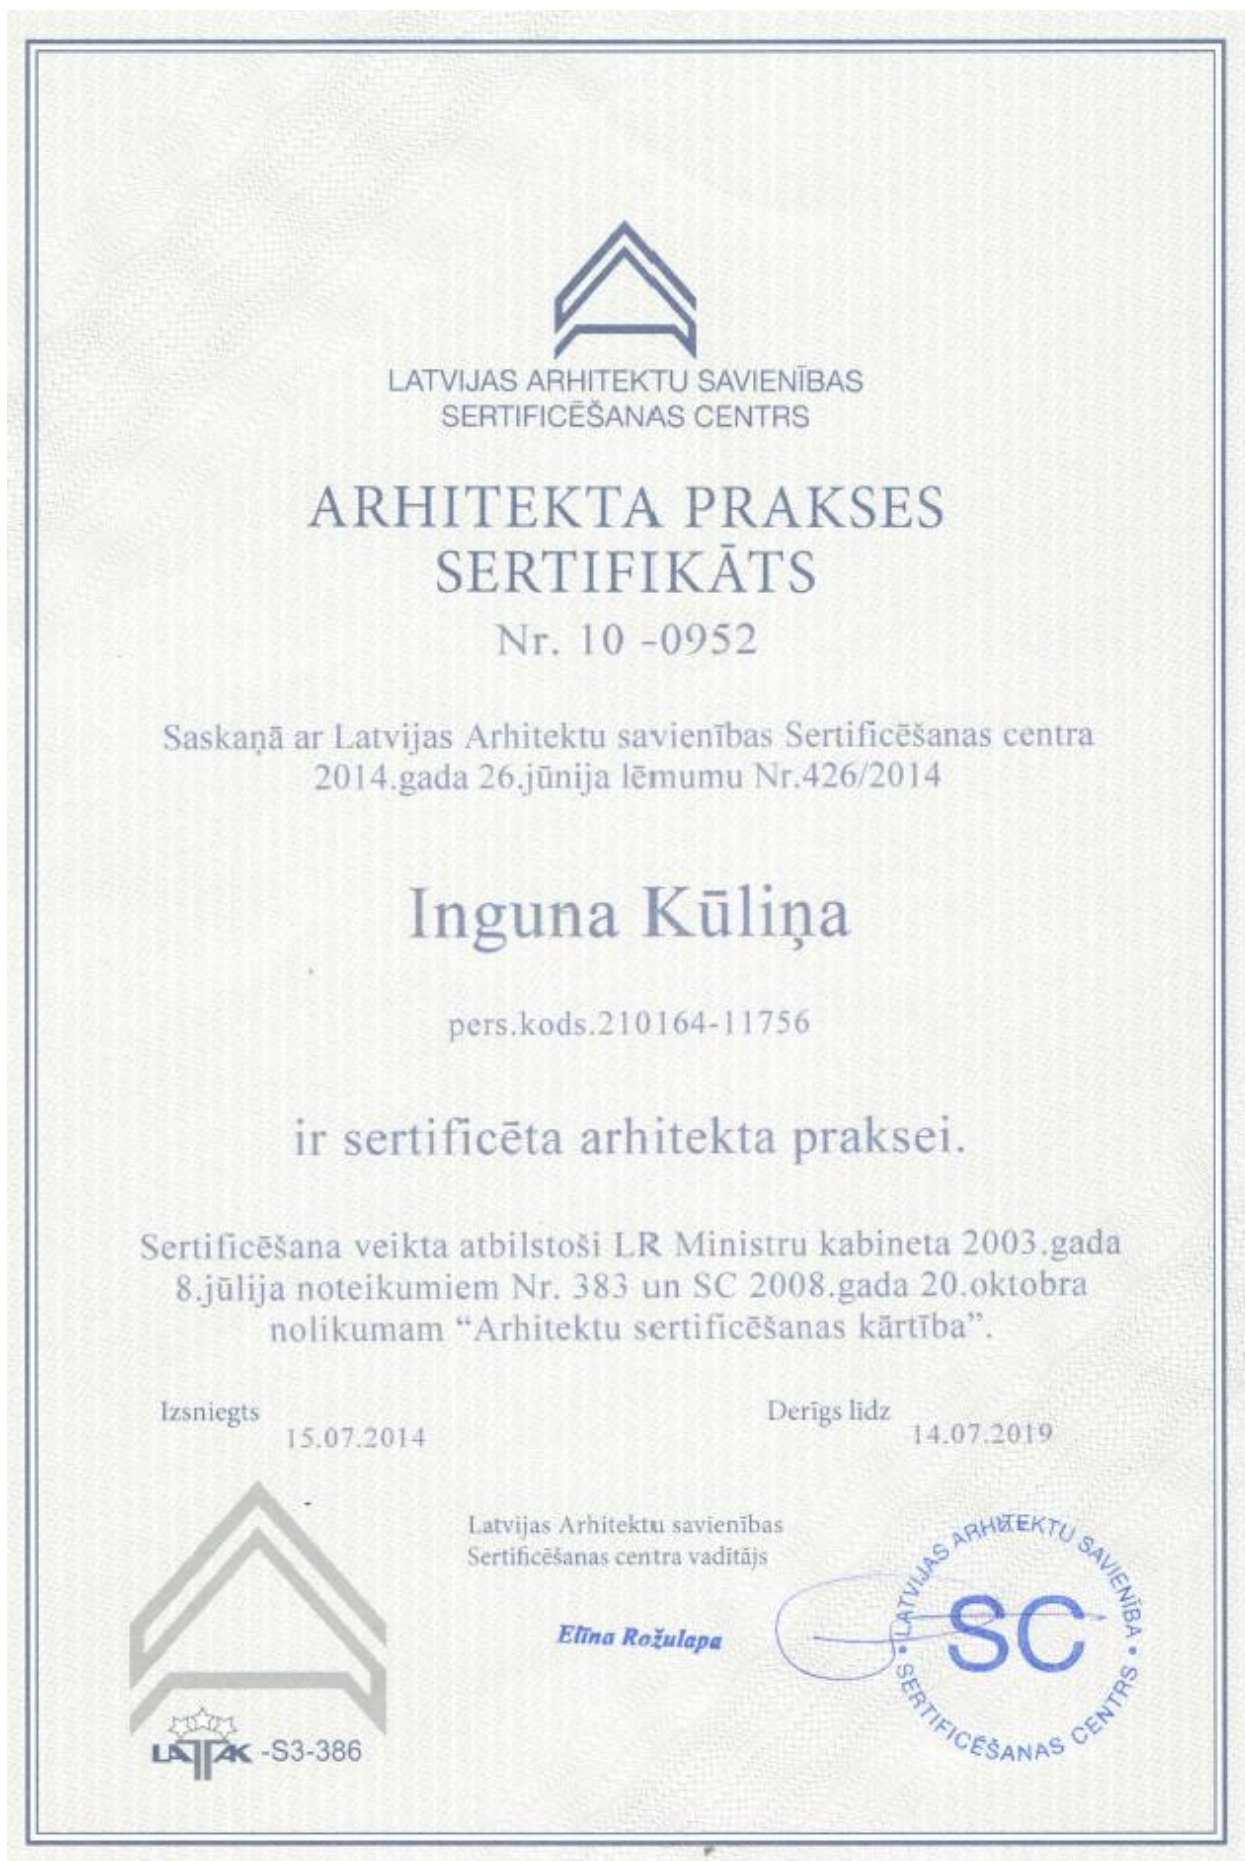 LATVIJAS ARHITEKTU SAVIENĪBAS
SERTIFICĒŠANAS CENTRS
ARHITEKTA PRAKSES
SERTIFIKĀTS
Nr. 10 -0952
Saskaņā ar Latvijas Arhitektu savienības Sertificēšanas centra
2014.gada 26.jūnija lēmumu Nr.426/2014
Inguna Kūliņa
pers.kods.210164-11756
ir sertificēta arhitekta praksei.
Sertificēšana veikta atbilstoši LR Ministru kabineta 2003.gada
8.jūlija noteikumiem Nr. 383 un SC 2008.gada 20.oktobra
nolikumam “Arhitektu sertificēšanas kārtība”.
Izsniegts
15.07.2014
Derīgs līdz
14.07.2019
Latvijas Arhitektu savienības
Sertificēšanas centra vadītājs
Elīna Rožulapa
LATVIJAS ARHITEKTU SAVIENĪBA
SC
SERTIFICĒŠANAS CENTRS
LATAK -S3-386